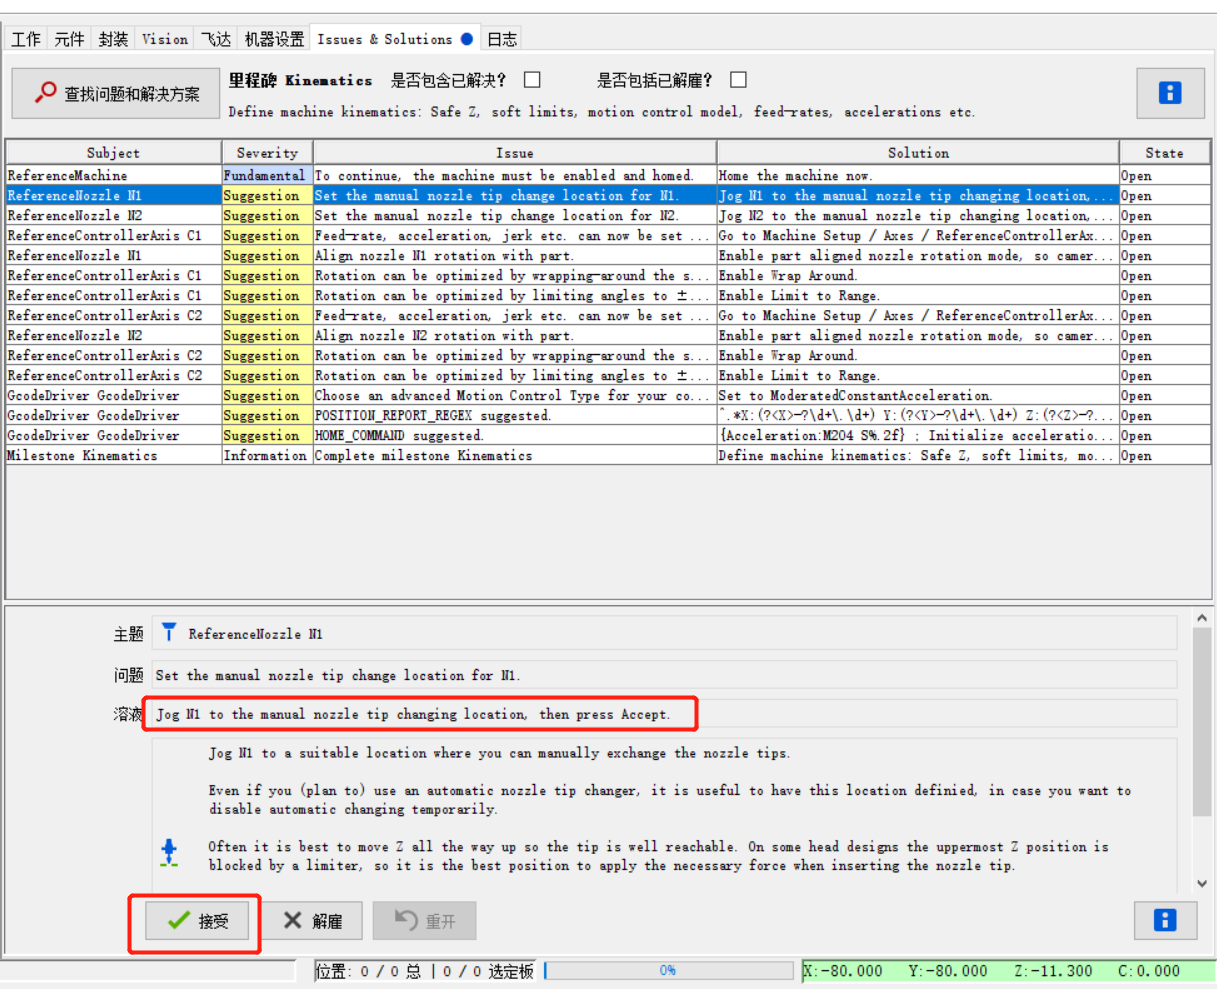 工作 元件 封装 Vision 飞达 机器设置 Issues & Solutions 日志
查找问题和解决方案
里程碑 Kinematics 是否包含已解决? 是否包括已解雇?
Define machine kinematics: Safe Z, soft limits, motion control model, feed-rates, accelerations etc.
Subject Severity Issue Solution State
ReferenceMachine Fundamental To continue, the machine must be enabled and homed. Home the machine now. Open
ReferenceNozzle N1 Suggestion Set the manual nozzle tip change location for N1. Jog N1 to the manual nozzle tip changing location,... Open
ReferenceNozzle N2 Suggestion Set the manual nozzle tip change location for N2. Jog N2 to the manual nozzle tip changing location,... Open
ReferenceControllerAxis C1 Suggestion Feed-rate, acceleration, jerk etc. can now be set ... Go to Machine Setup / Axes / ReferenceControllerAx... Open
ReferenceNozzle N1 Suggestion Align nozzle N1 rotation with part. Enable part aligned nozzle rotation mode, so camer... Open
ReferenceControllerAxis C1 Suggestion Rotation can be optimized by wrapping-around the s... Enable Wrap Around. Open
ReferenceControllerAxis C1 Suggestion Rotation can be optimized by limiting angles to ±... Enable Limit to Range. Open
ReferenceControllerAxis C2 Suggestion Feed-rate, acceleration, jerk etc. can now be set ... Go to Machine Setup / Axes / ReferenceControllerAx... Open
ReferenceNozzle N2 Suggestion Align nozzle N2 rotation with part. Enable part aligned nozzle rotation mode, so camer... Open
ReferenceControllerAxis C2 Suggestion Rotation can be optimized by wrapping-around the s... Enable Wrap Around. Open
ReferenceControllerAxis C2 Suggestion Rotation can be optimized by limiting angles to ±... Enable Limit to Range. Open
GcodeDriver GcodeDriver Suggestion Choose an advanced Motion Control Type for your co... Set to ModeratedConstantAcceleration. Open
GcodeDriver GcodeDriver Suggestion POSITION_REPORT_REGEX suggested. ^.*X:(?<X>-?\d+\.\d+) Y:(?<Y>-?\d+\.\d+) Z:(?<Z>-?... Open
GcodeDriver GcodeDriver Suggestion HOME_COMMAND suggested. {Acceleration:M204 S%.2f} ; Initialize acceleratio... Open
Milestone Kinematics Information Complete milestone Kinematics Define machine kinematics: Safe Z, soft limits, mo... Open
主题 ReferenceNozzle N1
问题 Set the manual nozzle tip change location for N1.
溶液 Jog N1 to the manual nozzle tip changing location, then press Accept.
Jog N1 to a suitable location where you can manually exchange the nozzle tips.
Even if you (plan to) use an automatic nozzle tip changer, it is useful to have this location definied, in case you want to
disable automatic changing temporarily.
Often it is best to move Z all the way up so the tip is well reachable. On some head designs the uppermost Z position is
blocked by a limiter, so it is the best position to apply the necessary force when inserting the nozzle tip.
接受 解雇 重开
位置: 0 / 0 总 | 0 / 0 选定板 0% X:-80.000 Y:-80.000 Z:-11.300 C:0.000